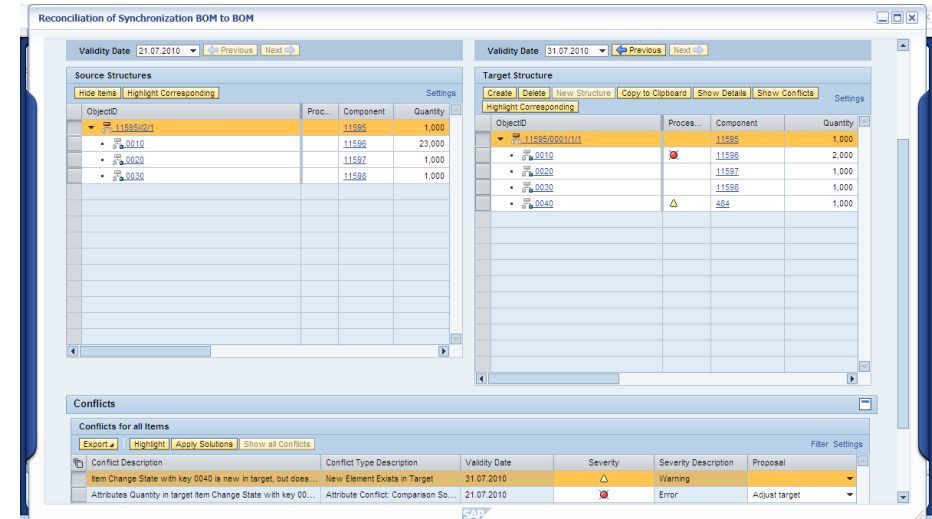 Reconciliation of Synchronization BOM to BOM
Validity Date 21.07.2010 Previous Next
Validity Date 31.07.2010 Previous Next
Source Structures
Hide Items Highlight Corresponding Settings
ObjectID Proc... Component Quantity
11595//2/1 11595 1,000
0010 11596 23,000
0020 11597 1,000
0030 11598 1,000
Target Structure
Create Delete New Structure Copy to Clipboard Show Details Show Conflicts Settings
Highlight Corresponding
ObjectID Proces... Component Quantity
11595/0001/1/1 11595 1,000
0010 11596 2,000
0020 11597 1,000
0030 11598 1,000
0040 484 1,000
Conflicts
Conflicts for all Items
Export Highlight Apply Solutions Show all Conflicts Filter Settings
Conflict Description Conflict Type Description Validity Date Severity Severity Description Proposal
Item Change State with key 0040 is new in target, but does... New Element Exists in Target 31.07.2010 Warning
Attributes Quantity in target Item Change State with key 00... Attribute Conflict: Comparison So... 21.07.2010 Error Adjust target
SAP